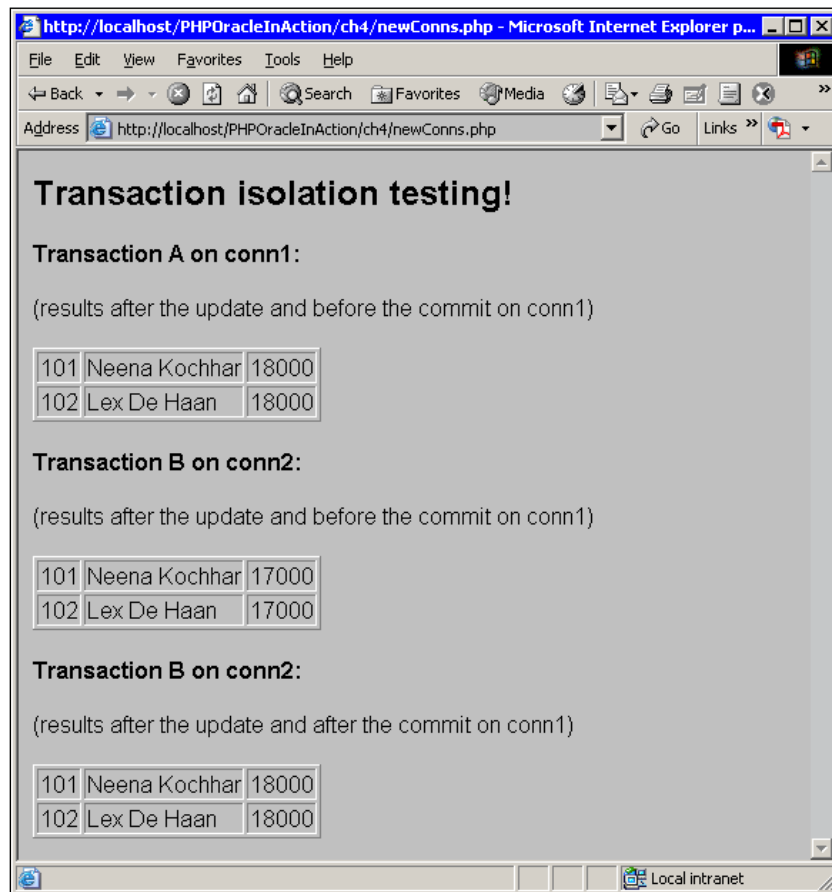 http://localhost/PHPOracleInAction/ch4/newConns.php - Microsoft Internet Explorer p...
File Edit View Favorites Tools Help
Back Search Favorites Media »
Address http://localhost/PHPOracleInAction/ch4/newConns.php Go Links »
Transaction isolation testing!
Transaction A on conn1:
(results after the update and before the commit on conn1)
101 Neena Kochhar 18000
102 Lex De Haan 18000
Transaction B on conn2:
(results after the update and before the commit on conn1)
101 Neena Kochhar 17000
102 Lex De Haan 17000
Transaction B on conn2:
(results after the update and after the commit on conn1)
101 Neena Kochhar 18000
102 Lex De Haan 18000
Local intranet